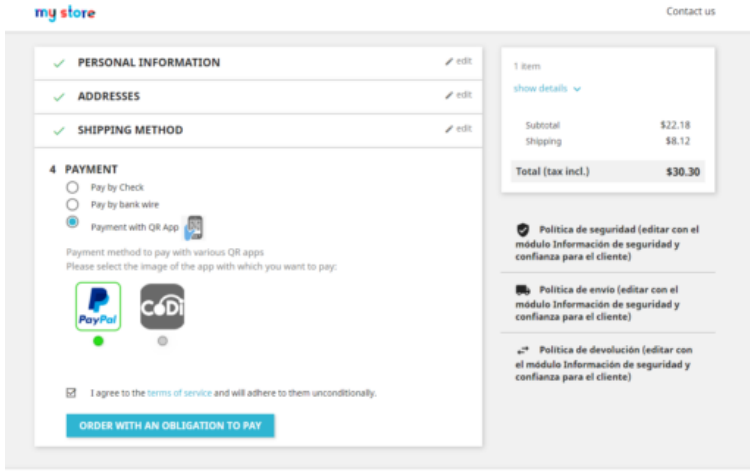 my store
Contact us
PERSONAL INFORMATION
edit
ADDRESSES
edit
SHIPPING METHOD
edit
4 PAYMENT
Pay by Check
Pay by bank wire
Payment with QR App
Payment method to pay with various QR apps
Please select the image of the app with which you want to pay:
PayPal
CoDi
I agree to the terms of service and will adhere to them unconditionally.
ORDER WITH AN OBLIGATION TO PAY
1 item
show details
Subtotal $22.18
Shipping $8.12
Total (tax incl.) $30.30
Política de seguridad (editar con el
módulo Información de seguridad y
confianza para el cliente)
Política de envío (editar con el
módulo Información de seguridad y
confianza para el cliente)
Política de devolución (editar con
el módulo Información de seguridad y
confianza para el cliente)